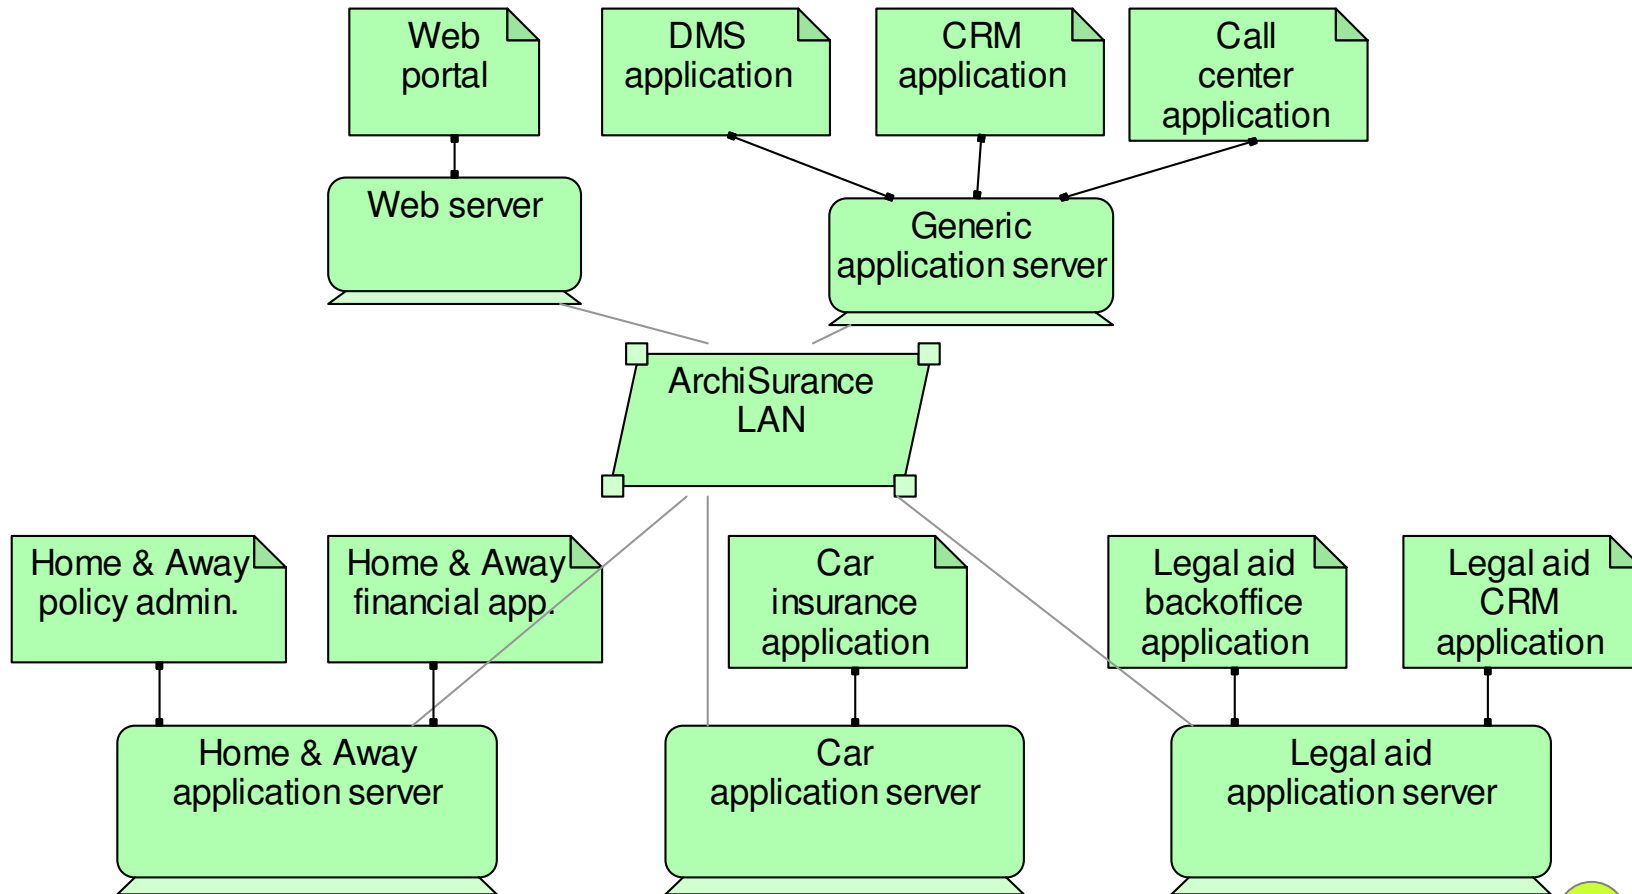 Web
portal
DMS
application
CRM
application
Call
center
application
Web server
Generic
application server
ArchiSurance
LAN
Home & Away
policy admin.
Home & Away
financial app.
Car
insurance
application
Legal aid
backoffice
application
Legal aid
CRM
application
Home & Away
application server
Car
application server
Legal aid
application server